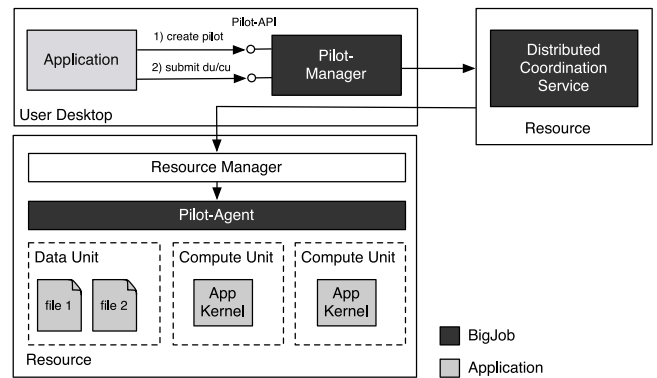 Pilot-API
1) create pilot
Application
2) submit du/cu
Pilot-
Manager
User Desktop
Distributed
Coordination
Service
Resource
Resource Manager
Pilot-Agent
Data Unit
file 1
file 2
Compute Unit
App
Kernel
Compute Unit
App
Kernel
Resource
BigJob
Application